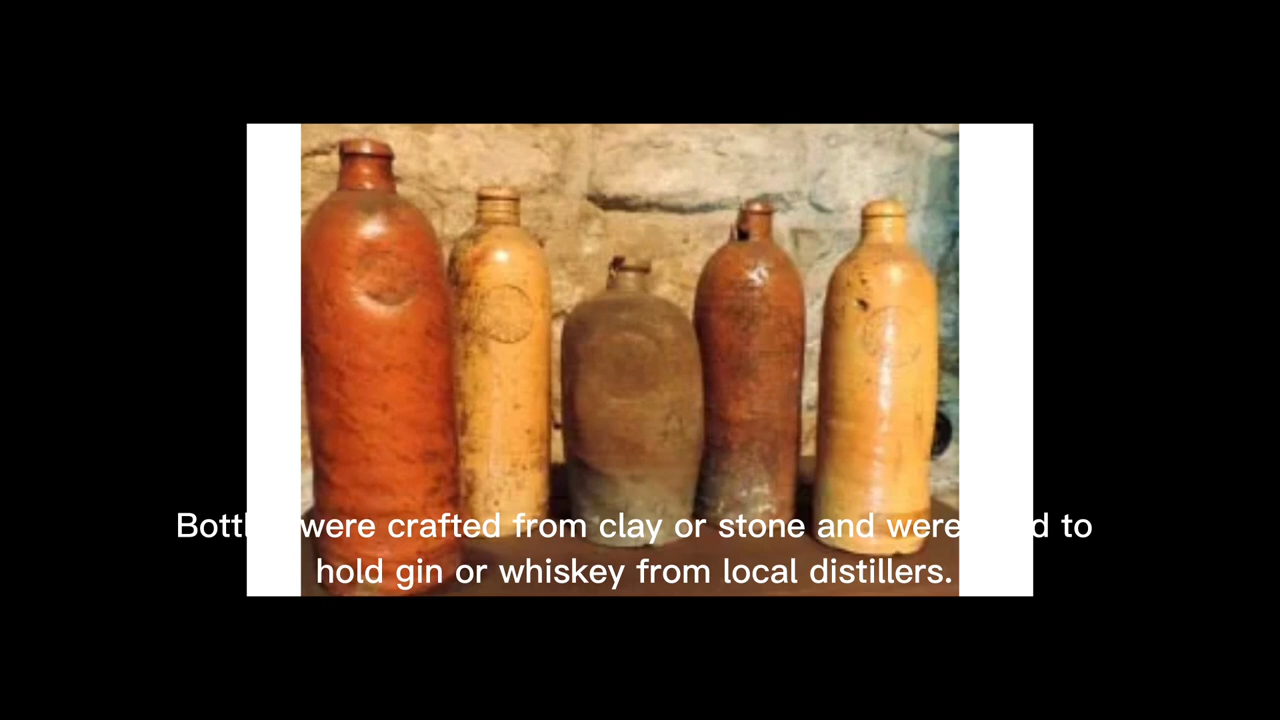 Bottl were crafted from clay or stone and were d to
hold gin or whiskey from local distillers.